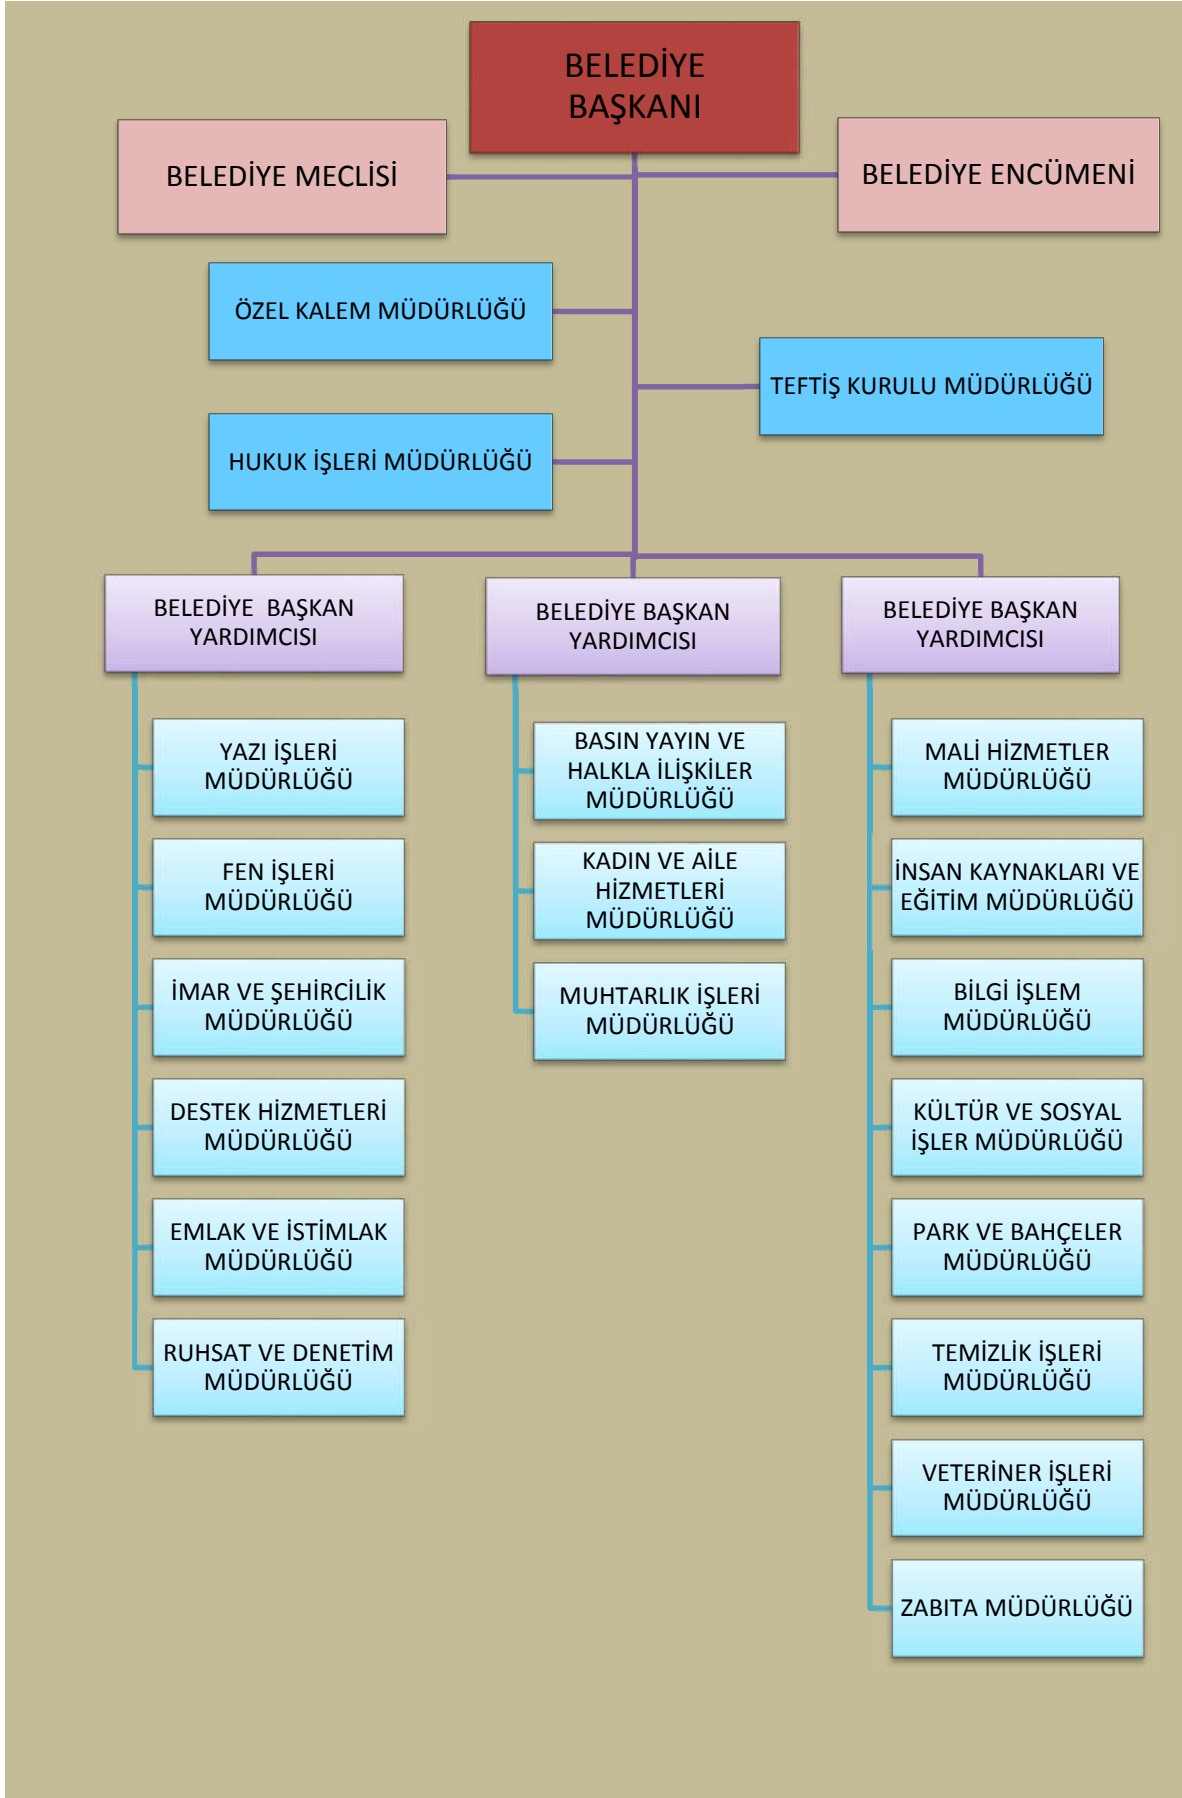 BELEDİYE
BAŞKANI
BELEDİYE MECLİSİ
BELEDİYE ENCÜMENİ
ÖZEL KALEM MÜDÜRLÜĞÜ
TEFTİŞ KURULU MÜDÜRLÜĞÜ
HUKUK İŞLERİ MÜDÜRLÜĞÜ
BELEDİYE  BAŞKAN
YARDIMCISI
YAZI İŞLERİ
MÜDÜRLÜĞÜ
FEN İŞLERİ
MÜDÜRLÜĞÜ
İMAR VE ŞEHİRCİLİK
MÜDÜRLÜĞÜ
DESTEK HİZMETLERİ
MÜDÜRLÜĞÜ
EMLAK VE İSTİMLAK
MÜDÜRLÜĞÜ
RUHSAT VE DENETİM
MÜDÜRLÜĞÜ
BELEDİYE BAŞKAN
YARDIMCISI
BASIN YAYIN VE
HALKLA İLİŞKİLER
MÜDÜRLÜĞÜ
KADIN VE AİLE
HİZMETLERİ
MÜDÜRLÜĞÜ
MUHTARLIK İŞLERİ
MÜDÜRLÜĞÜ
BELEDİYE BAŞKAN
YARDIMCISI
MALİ HİZMETLER
MÜDÜRLÜĞÜ
İNSAN KAYNAKLARI VE
EĞİTİM MÜDÜRLÜĞÜ
BİLGİ İŞLEM
MÜDÜRLÜĞÜ
KÜLTÜR VE SOSYAL
İŞLER MÜDÜRLÜĞÜ
PARK VE BAHÇELER
MÜDÜRLÜĞÜ
TEMİZLİK İŞLERİ
MÜDÜRLÜĞÜ
VETERİNER İŞLERİ
MÜDÜRLÜĞÜ
ZABITA MÜDÜRLÜĞÜ